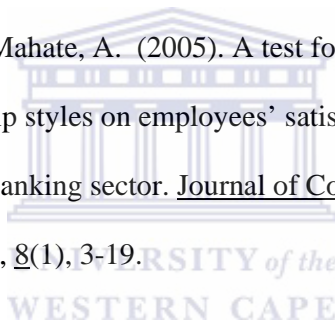 Mahate, A. (2005). A test fo
p styles on employees' satis
anking sector. Journal of Co
, 8(1), 3-19.
UNIVERSITY of the
WESTERN CAPE